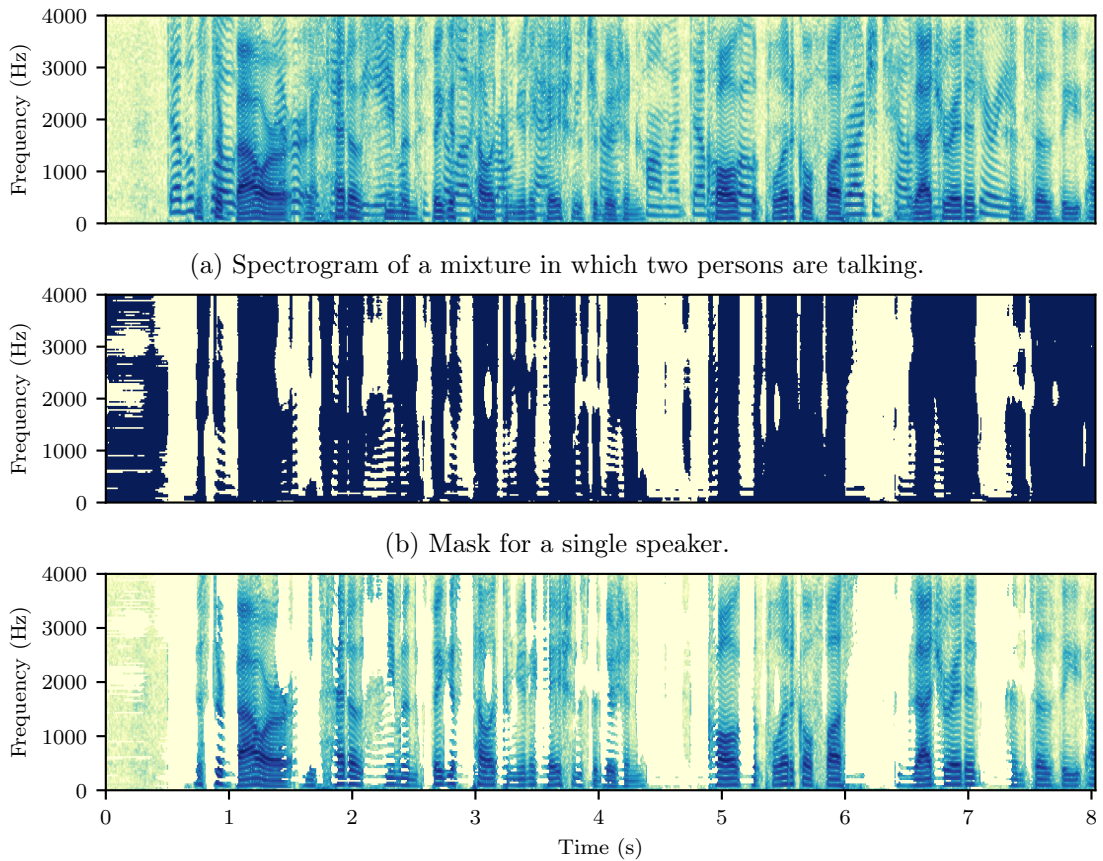 4000
3000
2000
1000
0
Frequency (Hz)
(a) Spectrogram of a mixture in which two persons are talking.
4000
3000
2000
1000
0
Frequency (Hz)
(b) Mask for a single speaker.
4000
3000
2000
1000
0
Frequency (Hz)
0 1 2 3 4 5 6 7 8
Time (s)